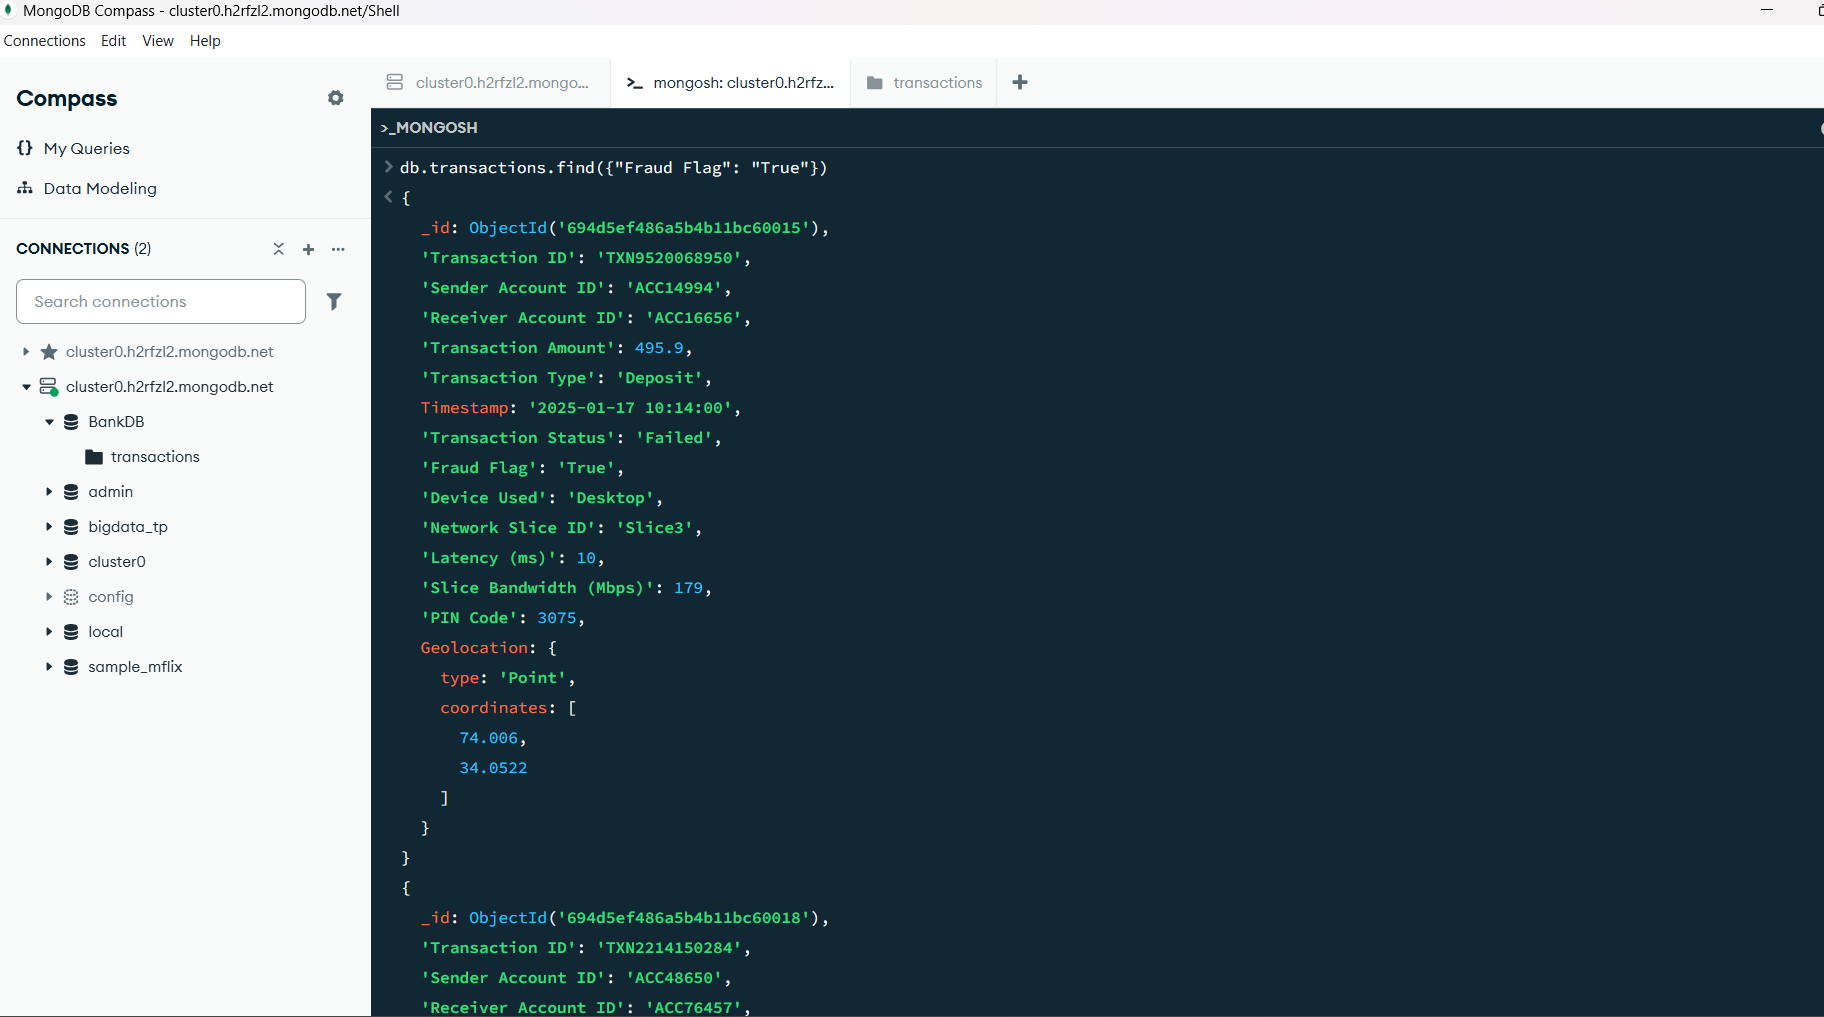 MongoDB Compass - cluster0.h2rfzl2.mongodb.net/Shell
Connections Edit View Help
Compass
My Queries
Data Modeling
CONNECTIONS (2)
Search connections
cluster0.h2rfzl2.mongodb.net
cluster0.h2rfzl2.mongodb.net
BankDB
transactions
admin
bigdata_tp
cluster0
config
local
sample_mflix
cluster0.h2rfzl2.mongo...
mongosh: cluster0.h2rfz...
transactions
>_MONGOSH
db.transactions.find({"Fraud Flag": "True"})
{
_id: ObjectId('694d5ef486a5b4b11bc60015'),
'Transaction ID': 'TXN9520068950',
'Sender Account ID': 'ACC14994',
'Receiver Account ID': 'ACC16656',
'Transaction Amount': 495.9,
'Transaction Type': 'Deposit',
Timestamp: '2025-01-17 10:14:00',
'Transaction Status': 'Failed',
'Fraud Flag': 'True',
'Device Used': 'Desktop',
'Network Slice ID': 'Slice3',
'Latency (ms)': 10,
'Slice Bandwidth (Mbps)': 179,
'PIN Code': 3075,
Geolocation: {
type: 'Point',
coordinates: [
74.006,
34.0522
]
}
}
{
_id: ObjectId('694d5ef486a5b4b11bc60018'),
'Transaction ID': 'TXN2214150284',
'Sender Account ID': 'ACC48650',
'Receiver Account ID': 'ACC76457',